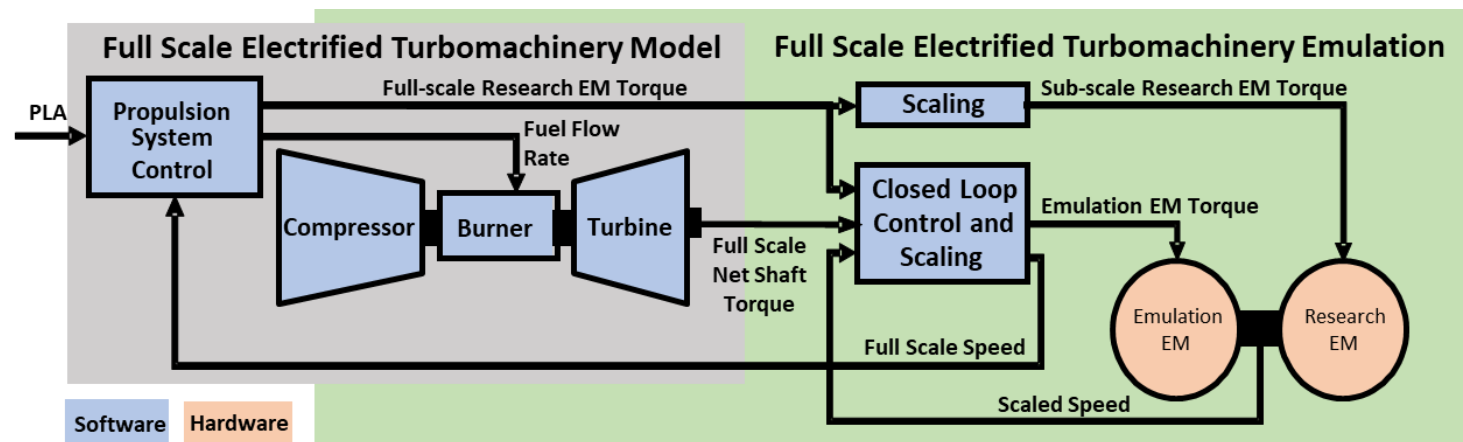 Full Scale Electrified Turbomachinery Model
Full Scale Electrified Turbomachinery Emulation
PLA
Propulsion
System
Control
Full-scale Research EM Torque
Fuel Flow
Rate
Compressor
Burner
Turbine
Full Scale
Net Shaft
Torque
Scaling
Sub-scale Research EM Torque
Closed Loop
Control and
Scaling
Emulation EM Torque
Emulation
EM
Research
EM
Full Scale Speed
Scaled Speed
Software
Hardware